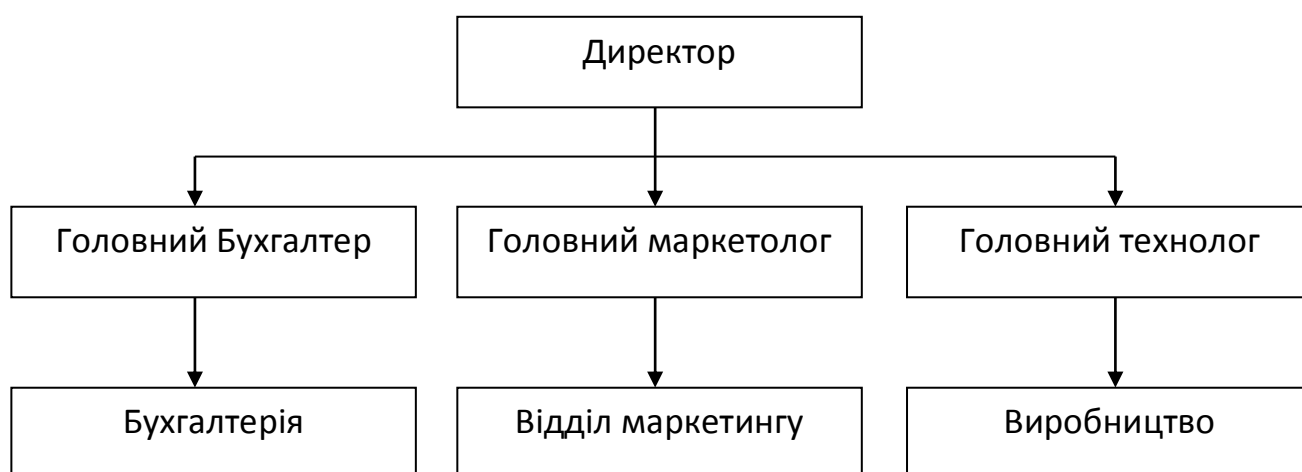 Директор
Головний Бухгалтер
Головний маркетолог
Головний технолог
Бухгалтерія
Відділ маркетингу
Виробництво